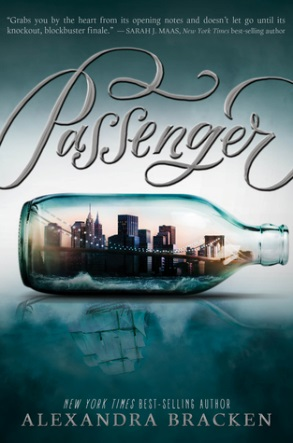 “Grabs you by the heart from its opening notes and doesn’t let go until its
knockout, blockbuster finale.” — SARAH J. MAAS, New York Times best-selling author
Passenger
NEW YORK TIMES BEST-SELLING AUTHOR
ALEXANDRA BRACKEN